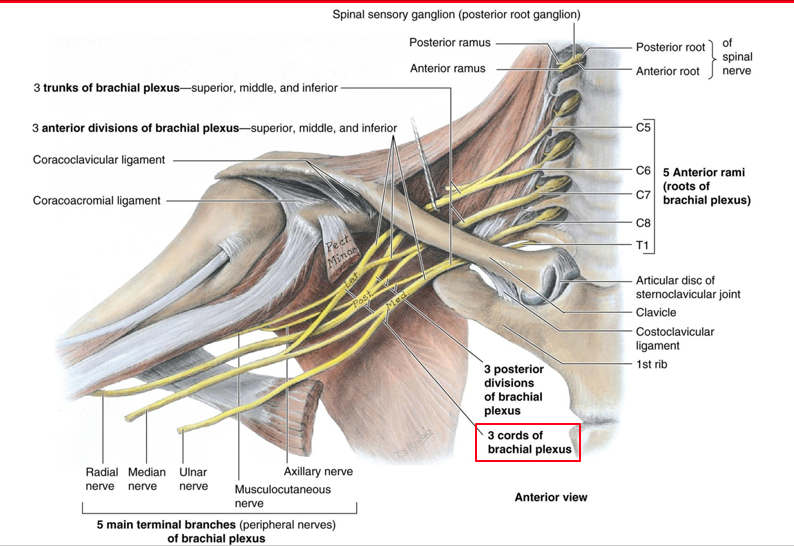 Spinal sensory ganglion (posterior root ganglion)
Posterior ramus
Anterior ramus
Posterior root
Anterior root
of
spinal
nerve
3 trunks of brachial plexus—superior, middle, and inferior
3 anterior divisions of brachial plexus—superior, middle, and inferior
Coracoclavicular ligament
Coracoacromial ligament
C5
C6
C7
C8
T1
5 Anterior rami
(roots of
brachial plexus)
Pect
Minor
Lat.
Post.
Med
Articular disc of
sternoclavicular joint
Clavicle
Costoclavicular
ligament
1st rib
3 posterior
divisions
of brachial
plexus
3 cords of
brachial plexus
Radial
nerve
Median
nerve
Ulnar
nerve
Musculocutaneous
nerve
Axillary nerve
5 main terminal branches (peripheral nerves)
of brachial plexus
Anterior view